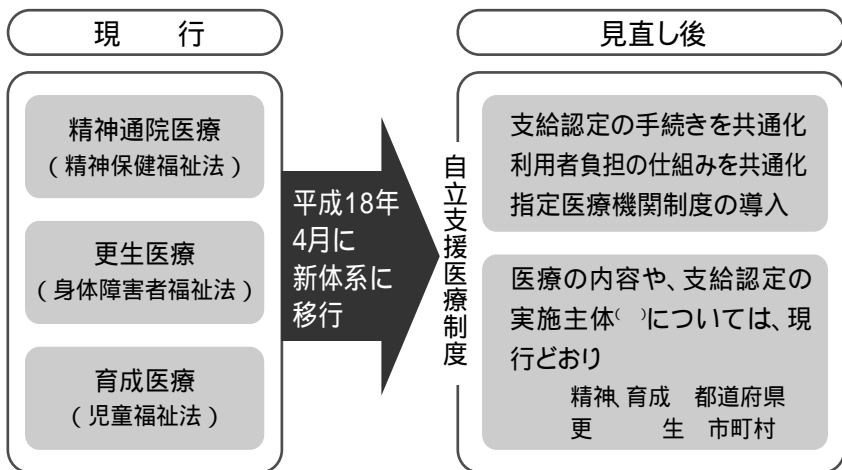 現　行
精神通院医療
（精神保健福祉法）
更生医療
（身体障害者福祉法）
育成医療
（児童福祉法）
平成18年
4月に
新体系に
移行
見直し後
自立支援医療制度
支給認定の手続きを共通化
利用者負担の仕組みを共通化
指定医療機関制度の導入
医療の内容や、支給認定の
実施主体（　）については、現
行どおり
精神、育成　都道府県
更　　生　市町村